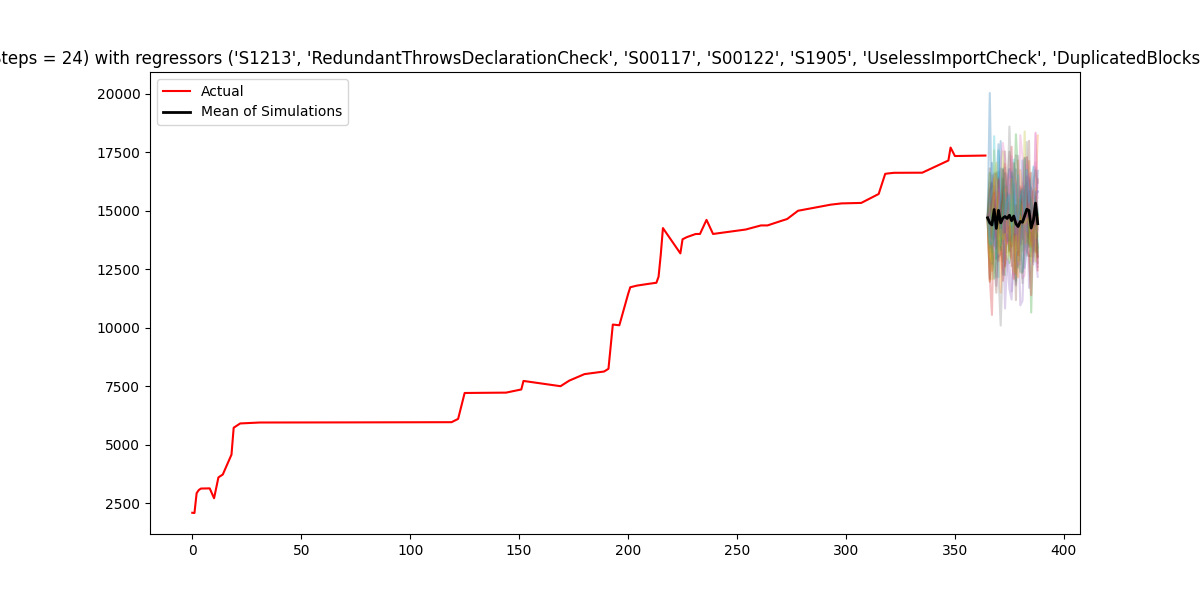 = 24) with regressors ('S1213', 'RedundantThrowsDeclarationCheck', 'S00117', 'S00122', 'S1905', 'UselessImportCheck', 'DuplicatedBlocks
Actual
Mean of Simulations
20000
17500
15000
12500
10000
7500
5000
2500
0 50 100 150 200 250 300 350 400